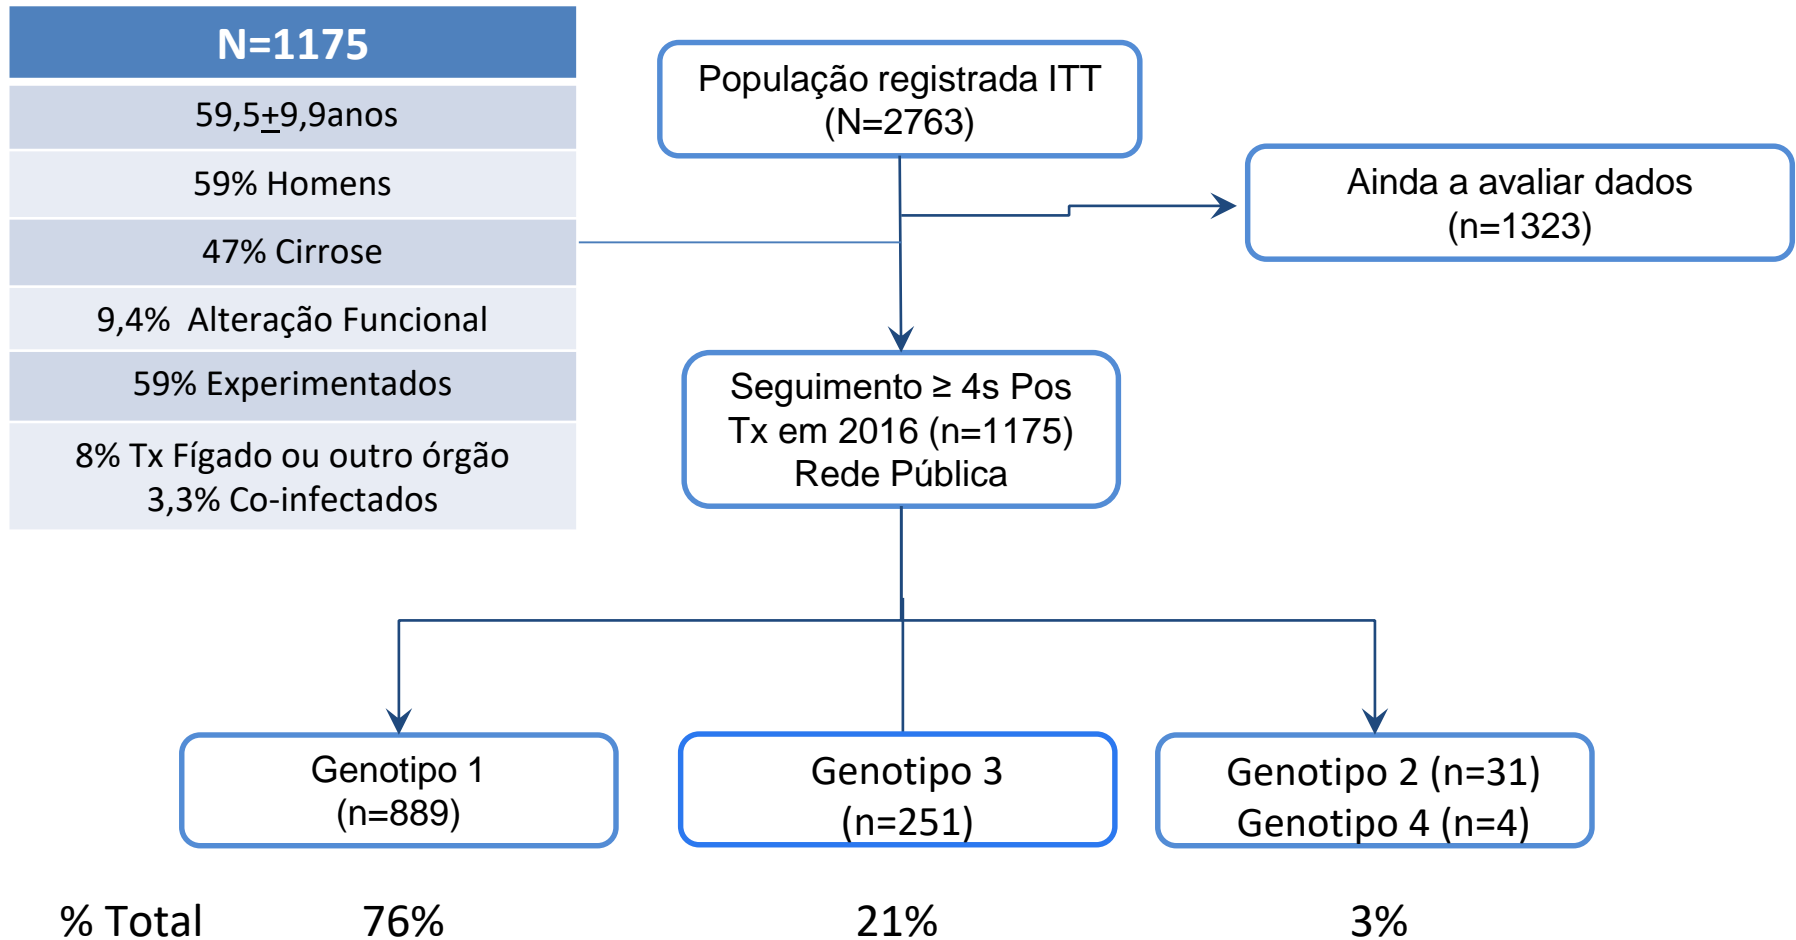 N=1175
59,5+9,9anos
59% Homens
47% Cirrose
9,4% Alteração Funcional
59% Experimentados
8% Tx Fígado ou outro órgão
3,3% Co-infectados
População registrada ITT
(N=2763)
Ainda a avaliar dados
(n=1323)
Seguimento ≥ 4s Pos
Tx em 2016 (n=1175)
Rede Pública
Genotipo 1
(n=889)
Genotipo 3
(n=251)
Genotipo 2 (n=31)
Genotipo 4 (n=4)
% Total 76% 21% 3%